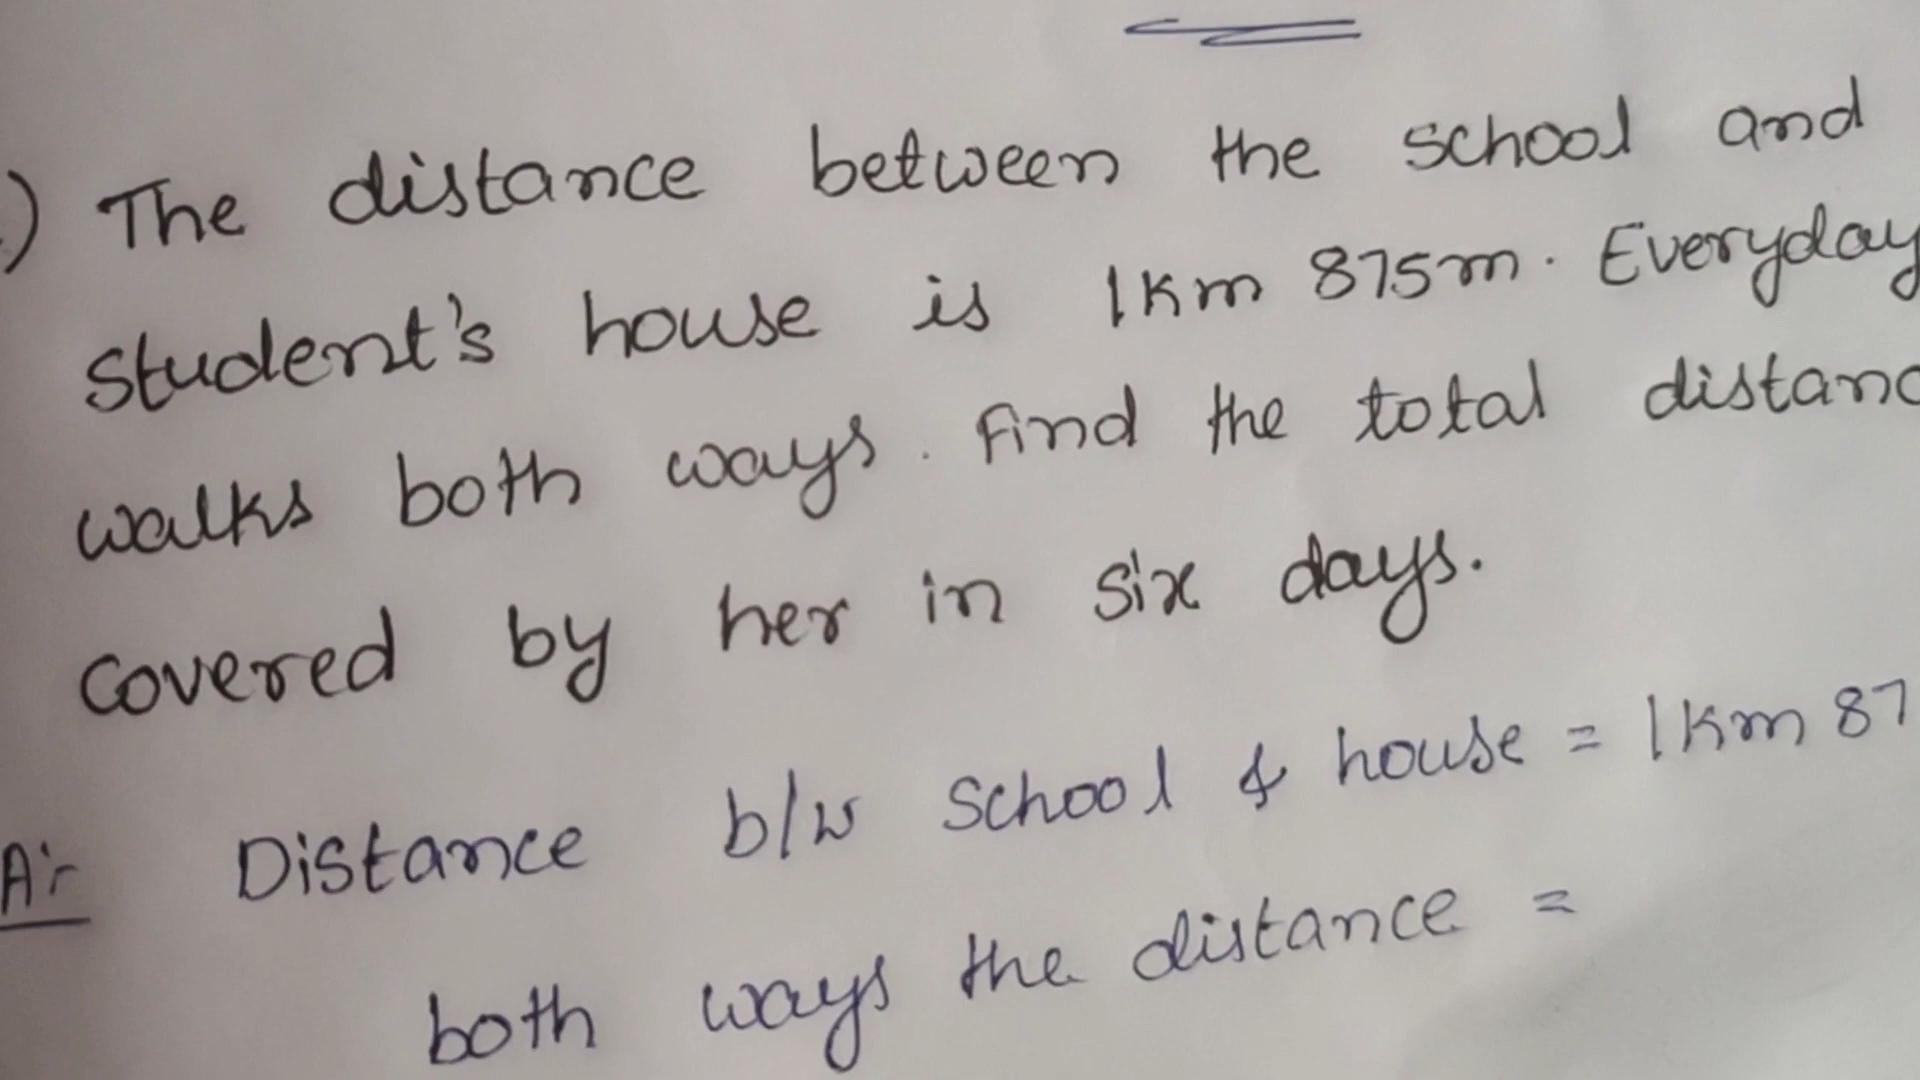 ) The distance between the school and
student's house is 1km 875m. Everyday
walks both ways. Find the total distanc
covered by her in six days.
A:- Distance b/w school & house = 1km 87
both ways the distance =